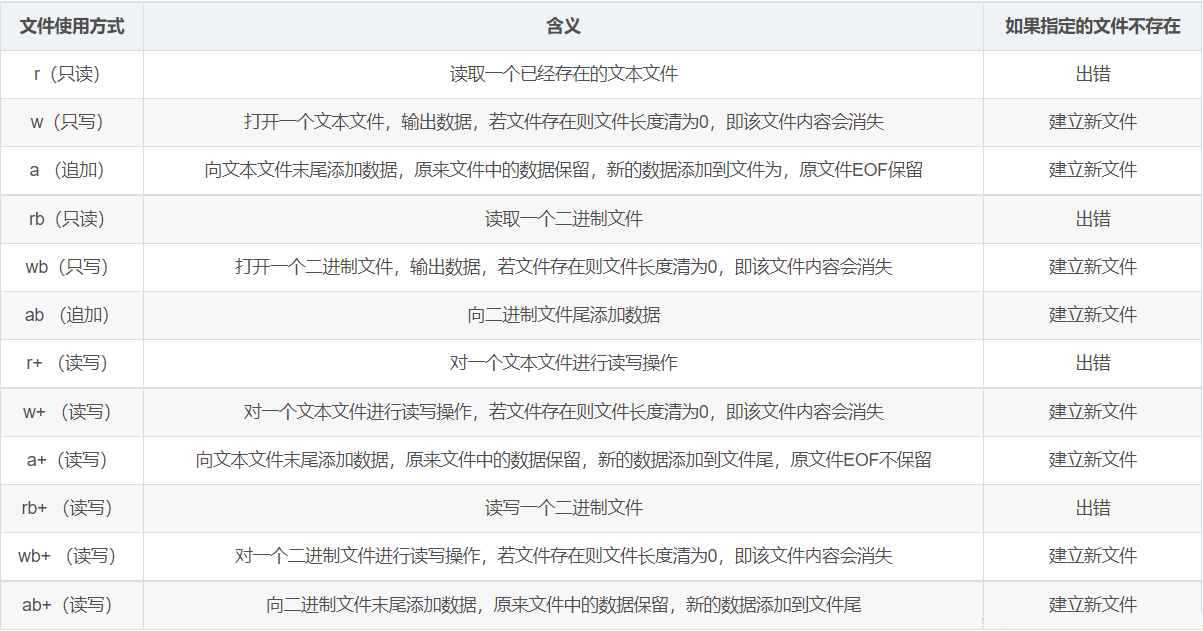 文件使用方式 含义 如果指定的文件不存在
r（只读） 读取一个已经存在的文本文件 出错
w（只写） 打开一个文本文件，输出数据，若文件存在则文件长度清为0，即该文件内容会消失 建立新文件
a （追加） 向文本文件末尾添加数据，原来文件中的数据保留，新的数据添加到文件为，原文件EOF保留 建立新文件
rb（只读） 读取一个二进制文件 出错
wb（只写） 打开一个二进制文件，输出数据，若文件存在则文件长度清为0，即该文件内容会消失 建立新文件
ab （追加） 向二进制文件尾添加数据 建立新文件
r+ （读写） 对一个文本文件进行读写操作 出错
w+ （读写） 对一个文本文件进行读写操作，若文件存在则文件长度清为0，即该文件内容会消失 建立新文件
a+（读写） 向文本文件末尾添加数据，原来文件中的数据保留，新的数据添加到文件尾，原文件EOF不保留 建立新文件
rb+ （读写） 读写一个二进制文件 出错
wb+ （读写） 对一个二进制文件进行读写操作，若文件存在则文件长度清为0，即该文件内容会消失 建立新文件
ab+（读写） 向二进制文件末尾添加数据，原来文件中的数据保留，新的数据添加到文件尾 建立新文件